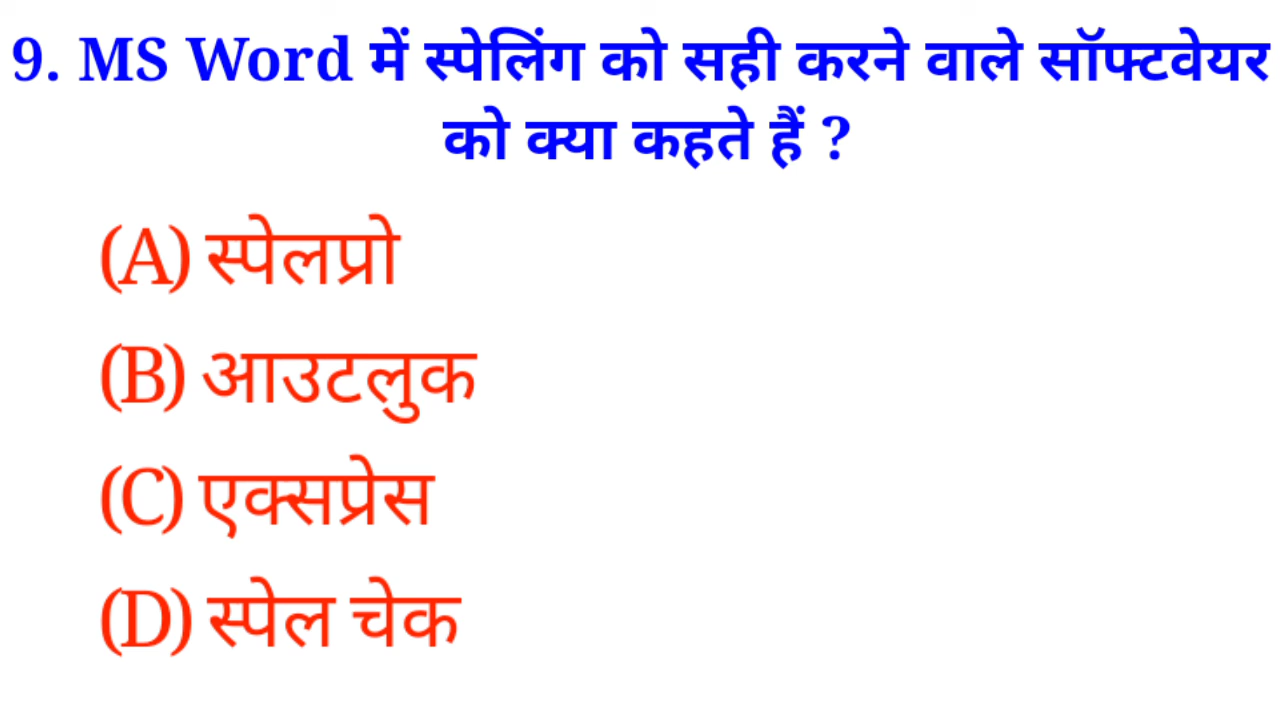 9. MS Word में स्पेलिंग को सही करने वाले सॉफ्टवेयर
को क्या कहते हैं ?
(A) स्पेलप्रो
(B) आउटलुक
(C) एक्सप्रेस
(D) स्पेल चेक